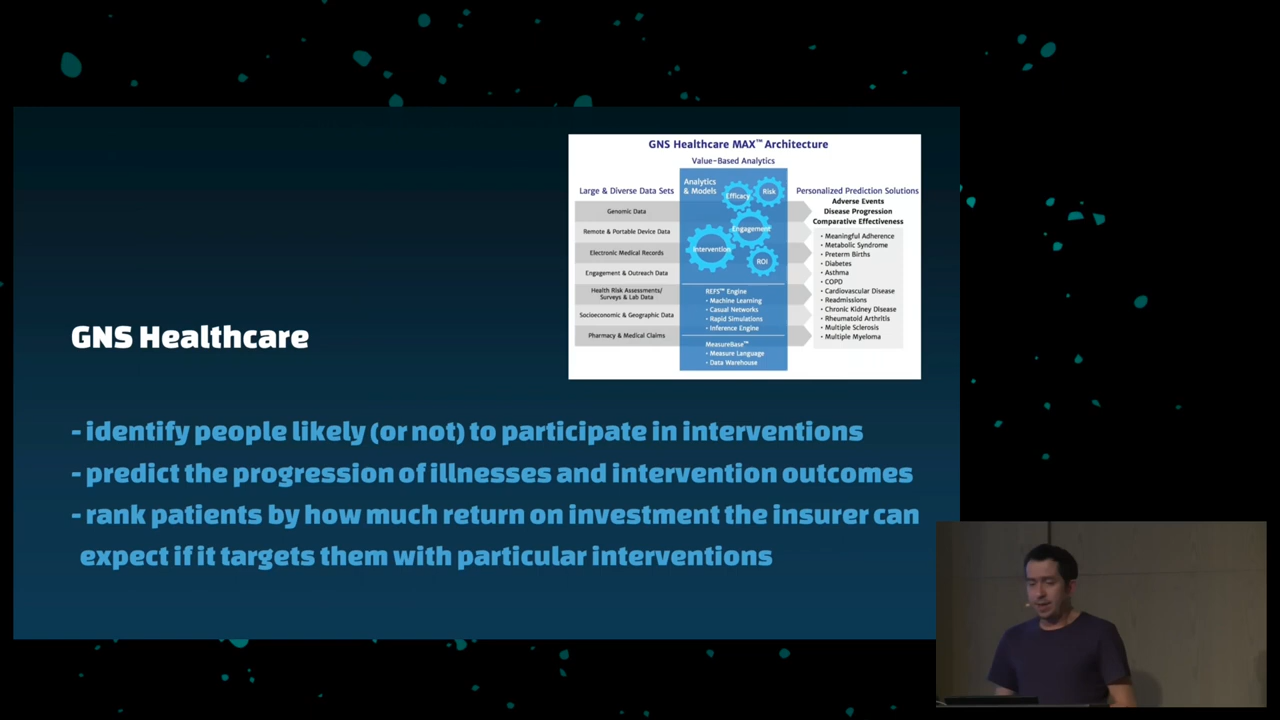 GNS Healthcare MAX™ Architecture
Value-Based Analytics
Large & Diverse Data Sets
Genomic Data
Remote & Portable Device Data
Electronic Medical Records
Engagement & Outreach Data
Health Risk Assessments/
Surveys & Lab Data
Socioeconomic & Geographic Data
Pharmacy & Medical Claims
Analytics
& Models
Efficacy
Risk
Engagement
Intervention
ROI
REFS™ Engine
• Machine Learning
• Casual Networks
• Rapid Simulations
• Inference Engine
MeasureBase™
• Measure Language
• Data Warehouse
Personalized Prediction Solutions
Adverse Events
Disease Progression
Comparative Effectiveness
• Meaningful Adherence
• Metabolic Syndrome
• Preterm Births
• Diabetes
• Asthma
• COPD
• Cardiovascular Disease
• Readmissions
• Chronic Kidney Disease
• Rheumatoid Arthritis
• Multiple Sclerosis
• Multiple Myeloma
GNS Healthcare
- identify people likely (or not) to participate in interventions
- predict the progression of illnesses and intervention outcomes
- rank patients by how much return on investment the insurer can
expect if it targets them with particular interventions